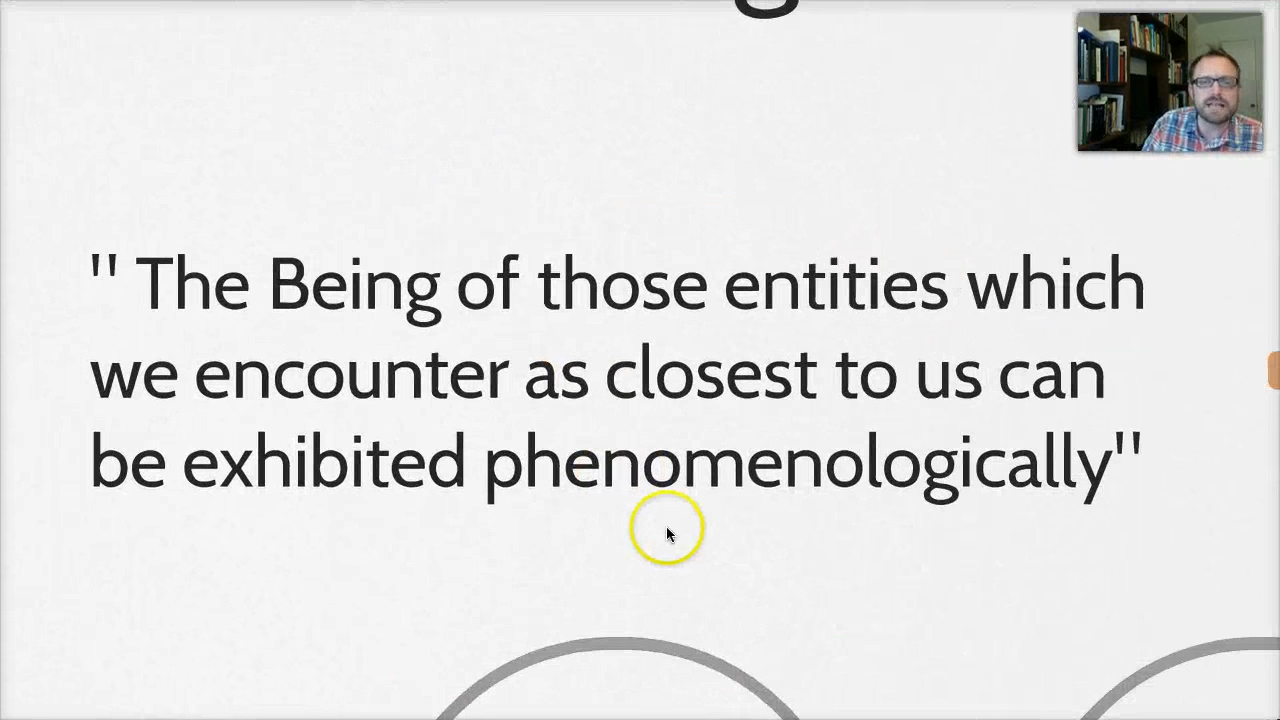 " The Being of those entities which
we encounter as closest to us can
be exhibited phenomenologically"